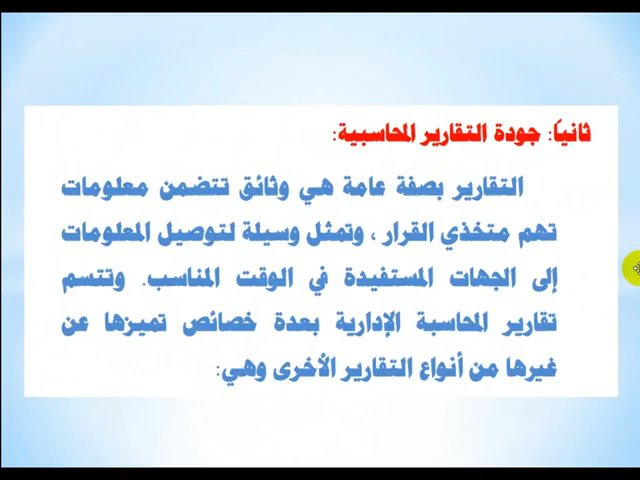 ثانياً: جودة التقارير المحاسبية:
التقارير بصفة عامة هي وثائق تتضمن معلومات
تهم متخذي القرار ، وتمثل وسيلة لتوصيل المعلومات
إلى الجهات المستفيدة في الوقت المناسب. وتتسم
تقارير المحاسبة الإدارية بعدة خصائص تميزها عن
غيرها من أنواع التقارير الأخرى وهي: